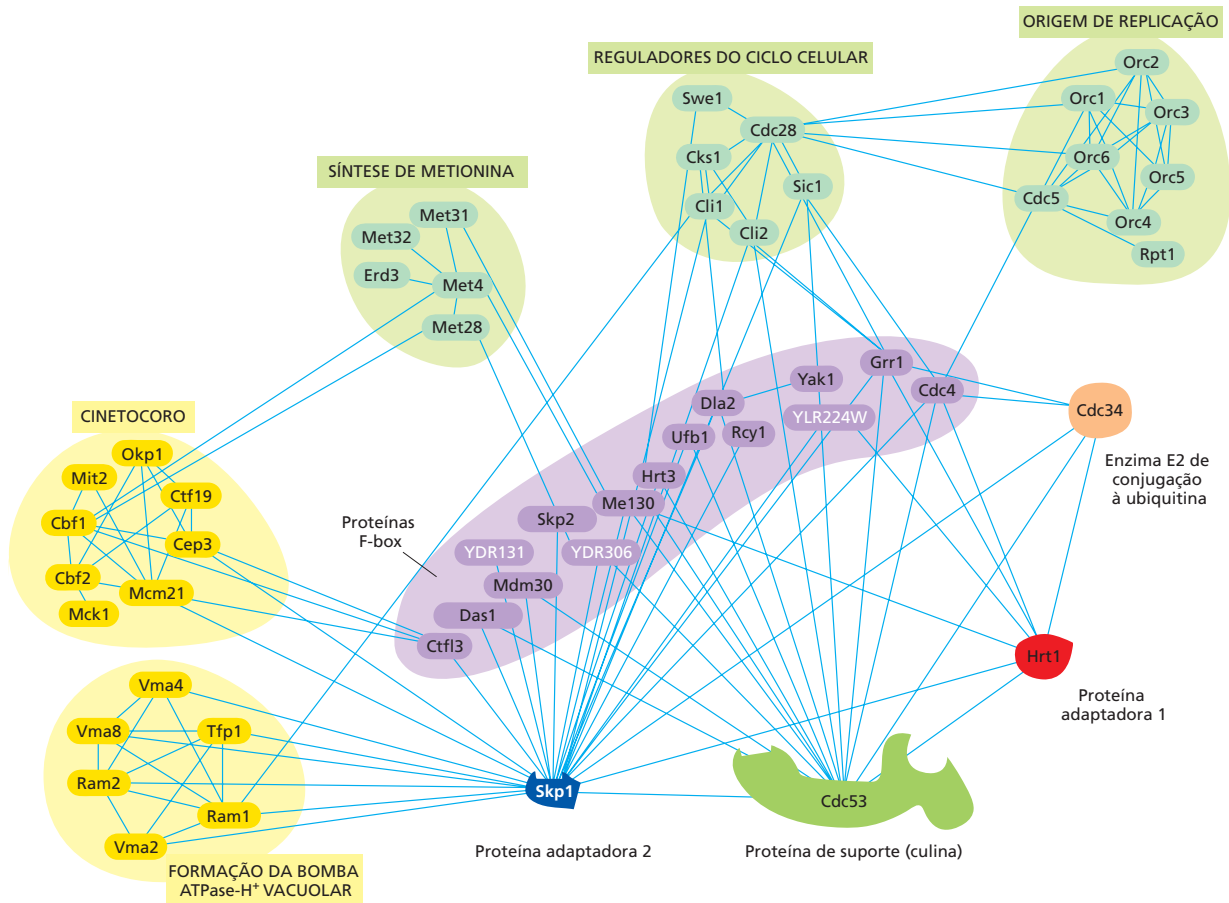 ORIGEM DE REPLICAÇÃO
Orc2
Orc1
Orc3
Orc6
Orc5
Cdc5
Orc4
Rpt1
REGULADORES DO CICLO CELULAR
Swe1
Cdc28
Cks1
Sic1
Cli1
Cli2
SÍNTESE DE METIONINA
Met31
Met32
Erd3
Met4
Met28
CINETOCORO
Okp1
Mit2
Ctf19
Cbf1
Cep3
Cbf2
Mcm21
Mck1
Proteínas
F-box
Grr1
Yak1
Cdc4
Dla2
YLR224W
Ufb1
Rcy1
Hrt3
Me130
Skp2
YDR131
YDR306
Mdm30
Das1
Ctfl3
Cdc34
Enzima E2 de
conjugação
à ubiquitina
Hrt1
Proteína
adaptadora 1
Vma4
Vma8
Tfp1
Ram2
Ram1
Vma2
FORMAÇÃO DA BOMBA
ATPase-H⁺ VACUOLAR
Skp1
Proteína adaptadora 2
Cdc53
Proteína de suporte (culina)